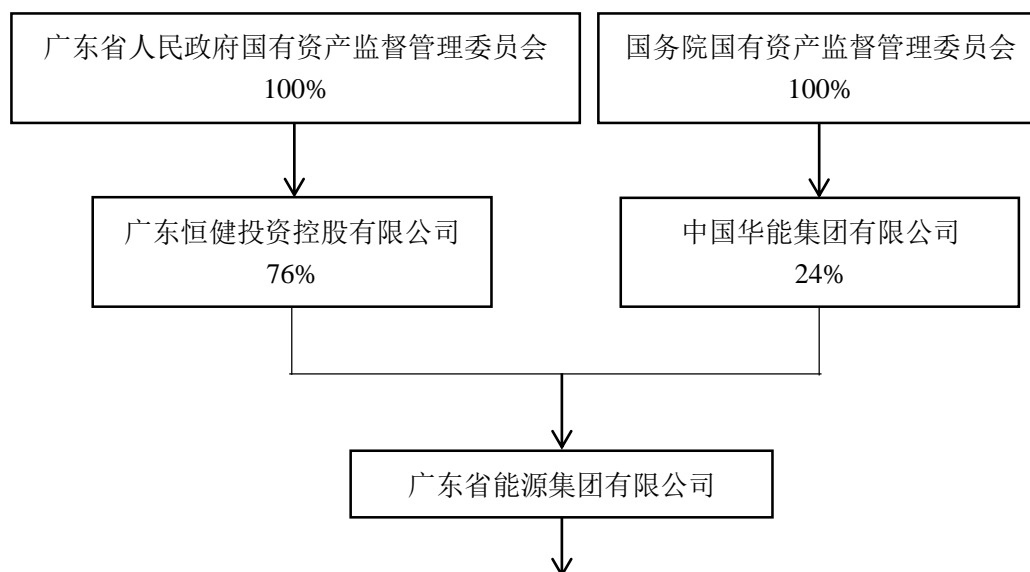 广东省人民政府国有资产监督管理委员会
100%
国务院国有资产监督管理委员会
100%
广东恒健投资控股有限公司
76%
中国华能集团有限公司
24%
广东省能源集团有限公司